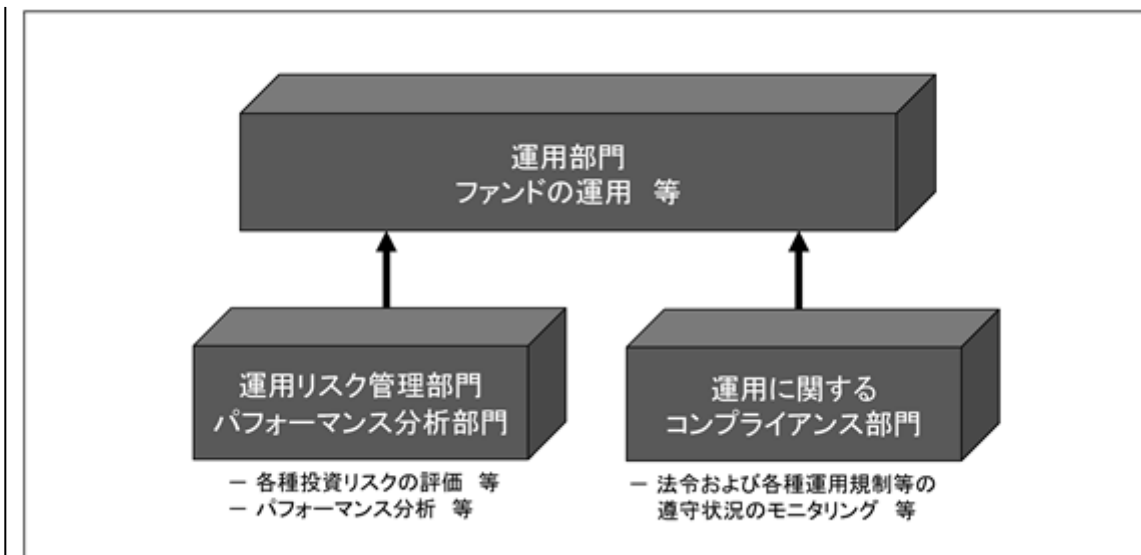 運用部門
ファンドの運用　等
運用リスク管理部門
パフォーマンス分析部門
－ 各種投資リスクの評価　等
－ パフォーマンス分析　等
運用に関する
コンプライアンス部門
－ 法令および各種運用規制等の
遵守状況のモニタリング　等